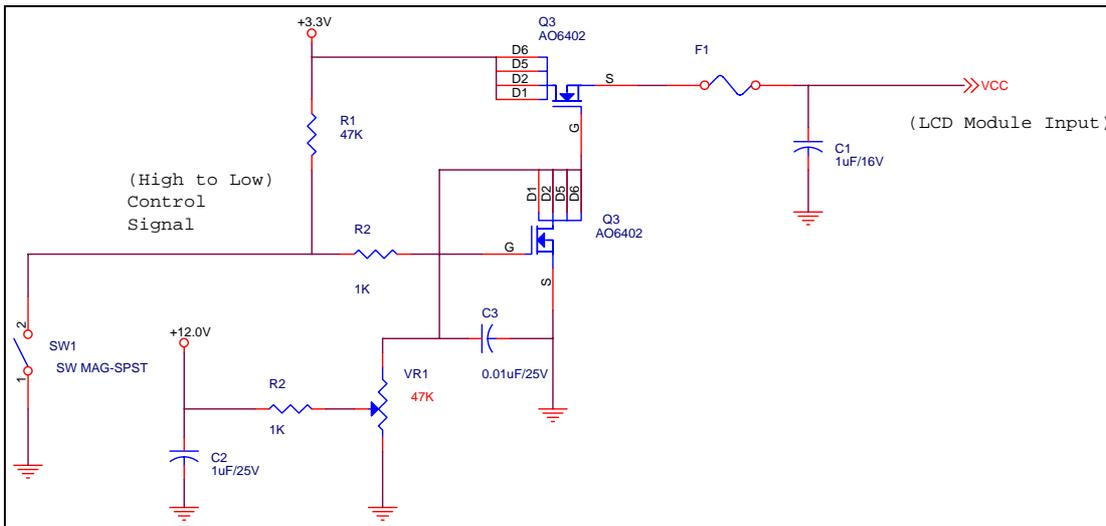 +3.3V
Q3
AO6402
D6
D5
D2
D1
S
G
F1
VCC
(LCD Module Input)
C1
1uF/16V
R1
47K
(High to Low)
Control
Signal
D1
D2
D5
D6
Q3
AO6402
G
S
R2
1K
2
1
SW1
SW MAG-SPST
+12.0V
C3
0.01uF/25V
VR1
47K
R2
1K
C2
1uF/25V